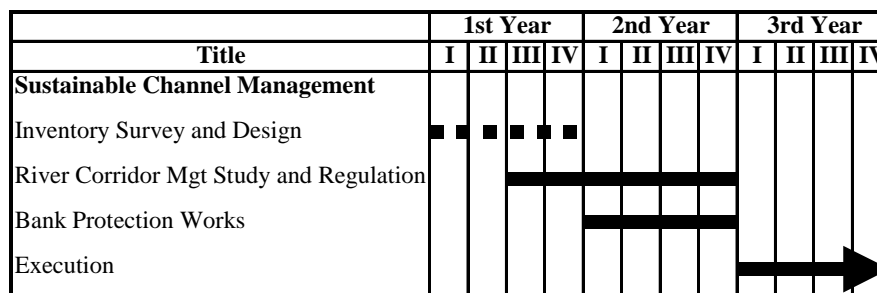 1st Year 2nd Year 3rd Year
Title I II III IV I II III IV I II III IV
Sustainable Channel Management
Inventory Survey and Design
River Corridor Mgt Study and Regulation
Bank Protection Works
Execution